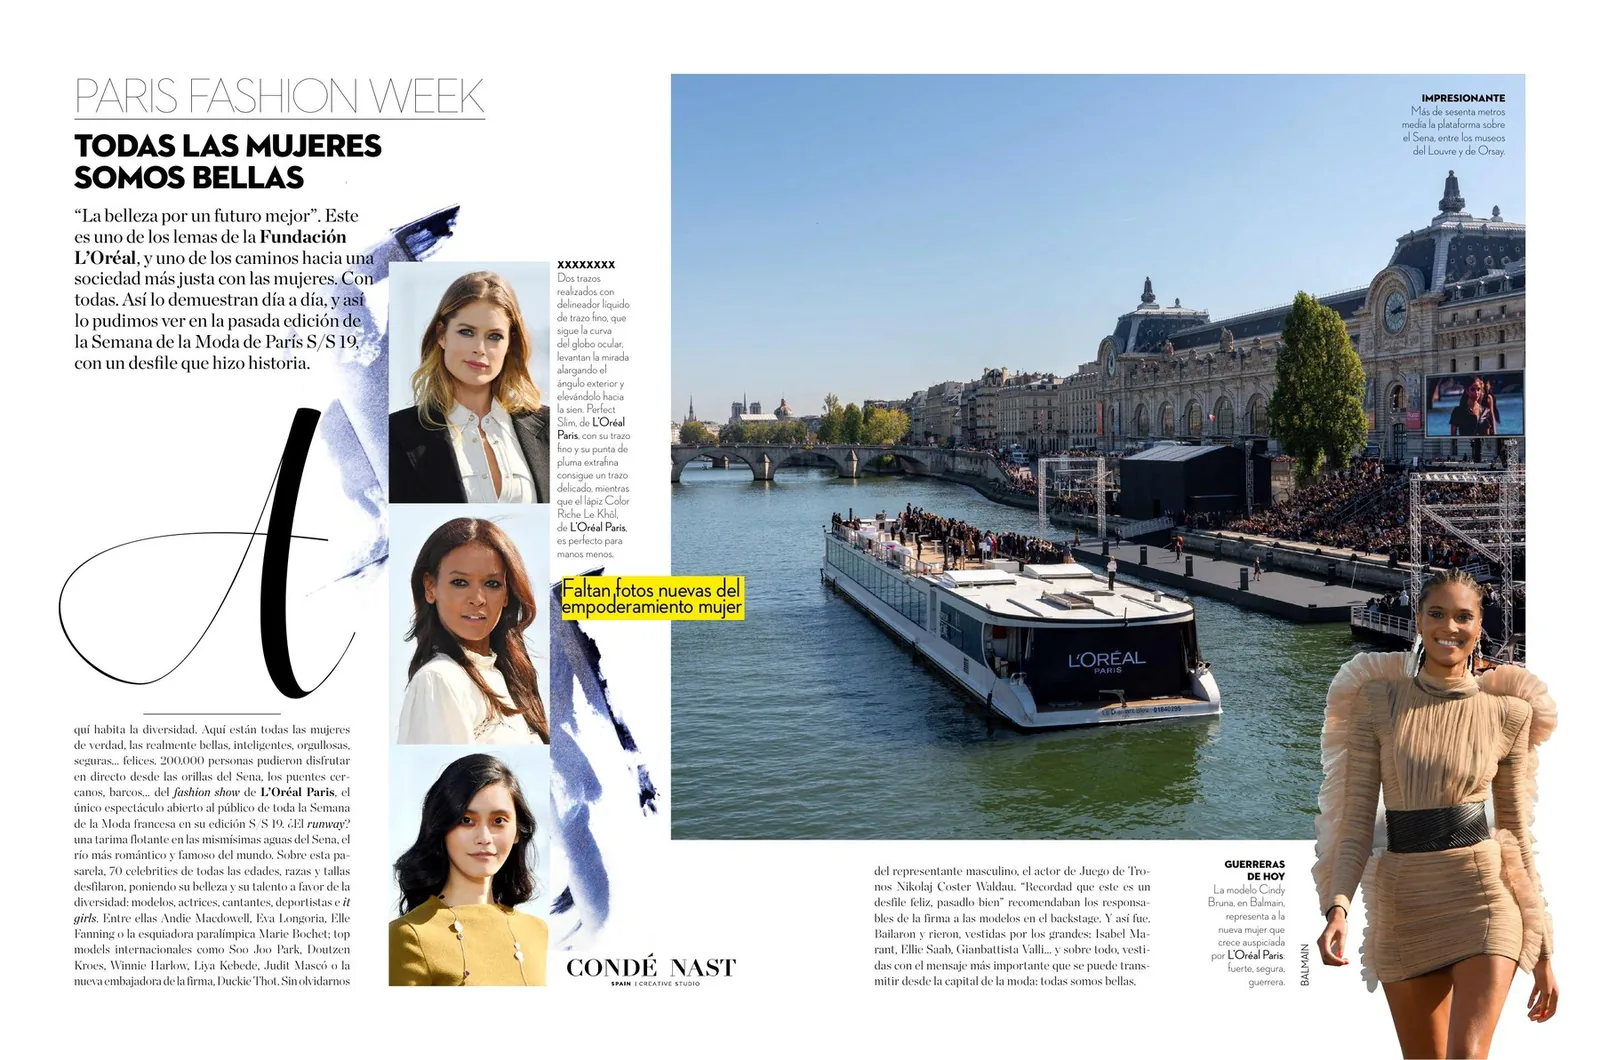 PARIS FASHION WEEK
TODAS LAS MUJERES
SOMOS BELLAS
“La belleza por un futuro mejor”. Este
es uno de los lemas de la Fundación
L’Oréal, y uno de los caminos hacia una
sociedad más justa con las mujeres. Con
todas. Así lo demuestran día a día, y así
lo pudimos ver en la pasada edición de
la Semana de la Moda de París S/S 19,
con un desfile que hizo historia.
A
quí habita la diversidad. Aquí están todas las mujeres
de verdad, las realmente bellas, inteligentes, orgullosas,
seguras... felices. 200.000 personas pudieron disfrutar
en directo desde las orillas del Sena, los puentes cer-
canos, barcos... del fashion show de L’Oréal Paris, el
único espectáculo abierto al público de toda la Semana
de la Moda francesa en su edición S/S 19. ¿El runway?
una tarima flotante en las mismísimas aguas del Sena, el
río más romántico y famoso del mundo. Sobre esta pa-
sarela, 70 celebrities de todas las edades, razas y tallas
desfilaron, poniendo su belleza y su talento a favor de la
diversidad: modelos, actrices, cantantes, deportistas e it
girls. Entre ellas Andie Macdowell, Eva Longoria, Elle
Fanning o la esquiadora paralímpica Marie Bochet; top
models internacionales como Soo Joo Park, Doutzen
Kroes, Winnie Harlow, Liya Kebede, Judit Mascó o la
nueva embajadora de la firma, Duckie Thot. Sin olvidarnos
XXXXXXXX
Dos trazos
realizados con
delineador líquido
de trazo fino, que
sigue la curva
del globo ocular,
levantan la mirada
alargando el
ángulo exterior y
elevándolo hacia
la sien. Perfect
Slim, de L’Oréal
Paris, con su trazo
fino y su punta de
pluma extrafina
consigue un trazo
delicado, mientras
que el lápiz Color
Riche Le Khôl,
de L’Oréal Paris,
es perfecto para
manos menos.
Faltan fotos nuevas del
empoderamiento mujer
CONDÉ NAST
SPAIN | CREATIVE STUDIO
IMPRESIONANTE
Más de sesenta metros
medía la plataforma sobre
el Sena, entre los museos
del Louvre y de Orsay.
L’ORÉAL
PARIS
del representante masculino, el actor de Juego de Tro-
nos Nikolaj Coster Waldau. “Recordad que este es un
desfile feliz, pasadlo bien” recomendaban los responsa-
bles de la firma a las modelos en el backstage. Y así fue.
Bailaron y rieron, vestidas por los grandes: Isabel Ma-
rant, Ellie Saab, Gianbattista Valli... y sobre todo, vesti-
das con el mensaje más importante que se puede trans-
mitir desde la capital de la moda: todas somos bellas.
GUERRERAS
DE HOY
La modelo Cindy
Bruna, en Balmain,
representa a la
nueva mujer que
crece auspiciada
por L’Oréal Paris:
fuerte, segura,
guerrera.
BALMAIN